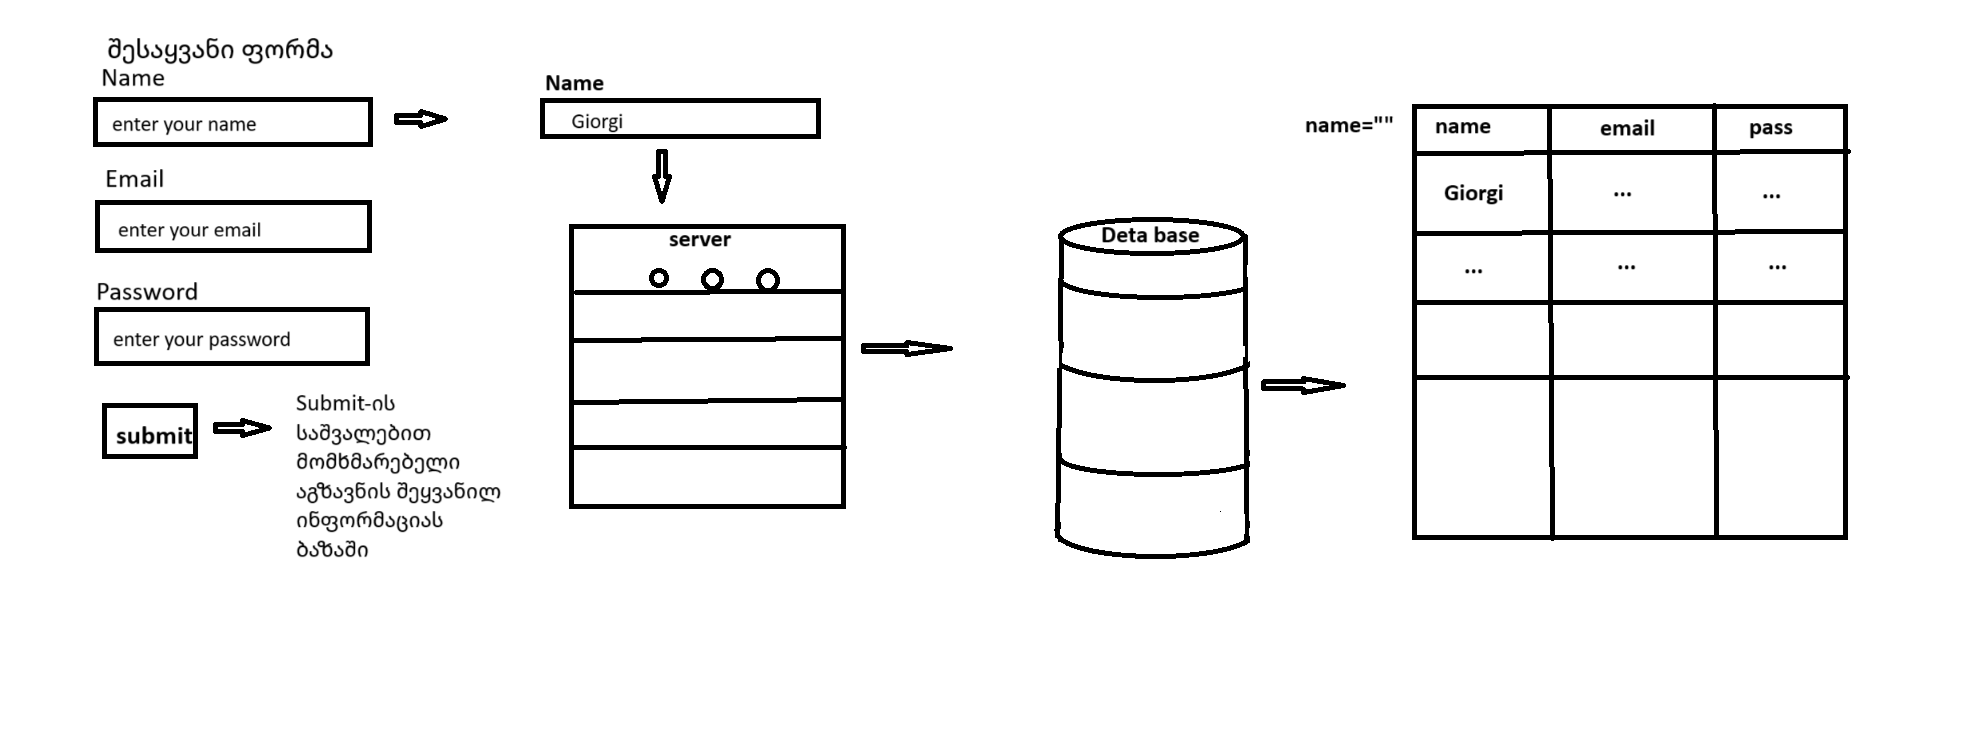 შესაყვანი ფორმა
Name
enter your name
Email
enter your email
Password
enter your password
submit
Submit-ის
საშვალებით
მომხმარებელი
აგზავნის შეყვანილ
ინფორმაციას
ბაზაში
Name
Giorgi
server
Deta base
name=""
name email pass
Giorgi ... ...
... ... ...